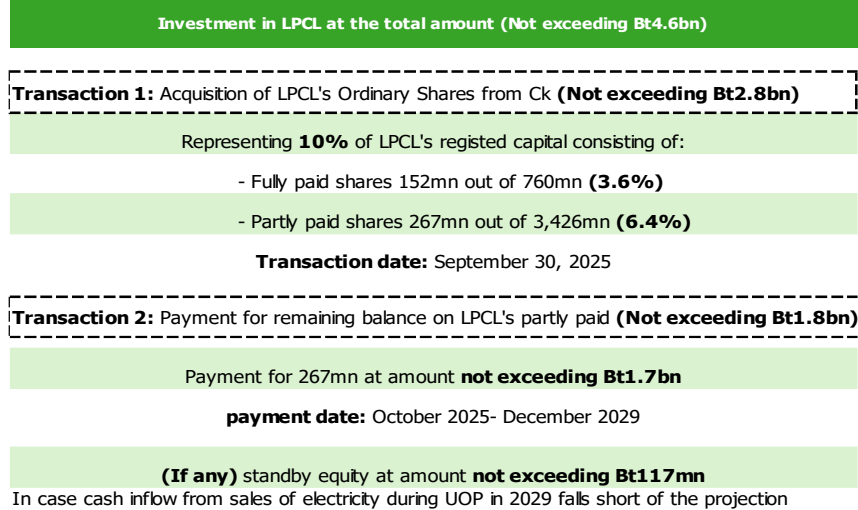 Investment in LPCL at the total amount (Not exceeding Bt4.6bn)
Transaction 1: Acquisition of LPCL's Ordinary Shares from Ck (Not exceeding Bt2.8bn)
Representing 10% of LPCL's registed capital consisting of:
- Fully paid shares 152mn out of 760mn (3.6%)
- Partly paid shares 267mn out of 3,426mn (6.4%)
Transaction date: September 30, 2025
Transaction 2: Payment for remaining balance on LPCL's partly paid (Not exceeding Bt1.8bn)
Payment for 267mn at amount not exceeding Bt1.7bn
payment date: October 2025- December 2029
(If any) standby equity at amount not exceeding Bt117mn
In case cash inflow from sales of electricity during UOP in 2029 falls short of the projection